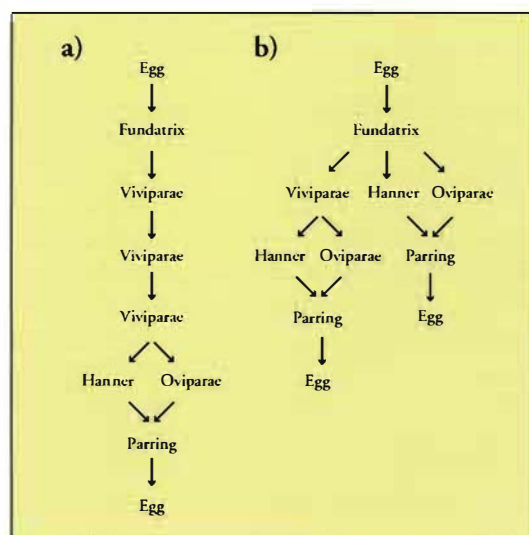 a)
Egg
Fundatrix
Viviparae
Viviparae
Viviparae
Hanner Oviparae
Parring
Egg
b)
Egg
Fundatrix
Viviparae Hanner Oviparae
Hanner Oviparae Parring
Parring Egg
Egg